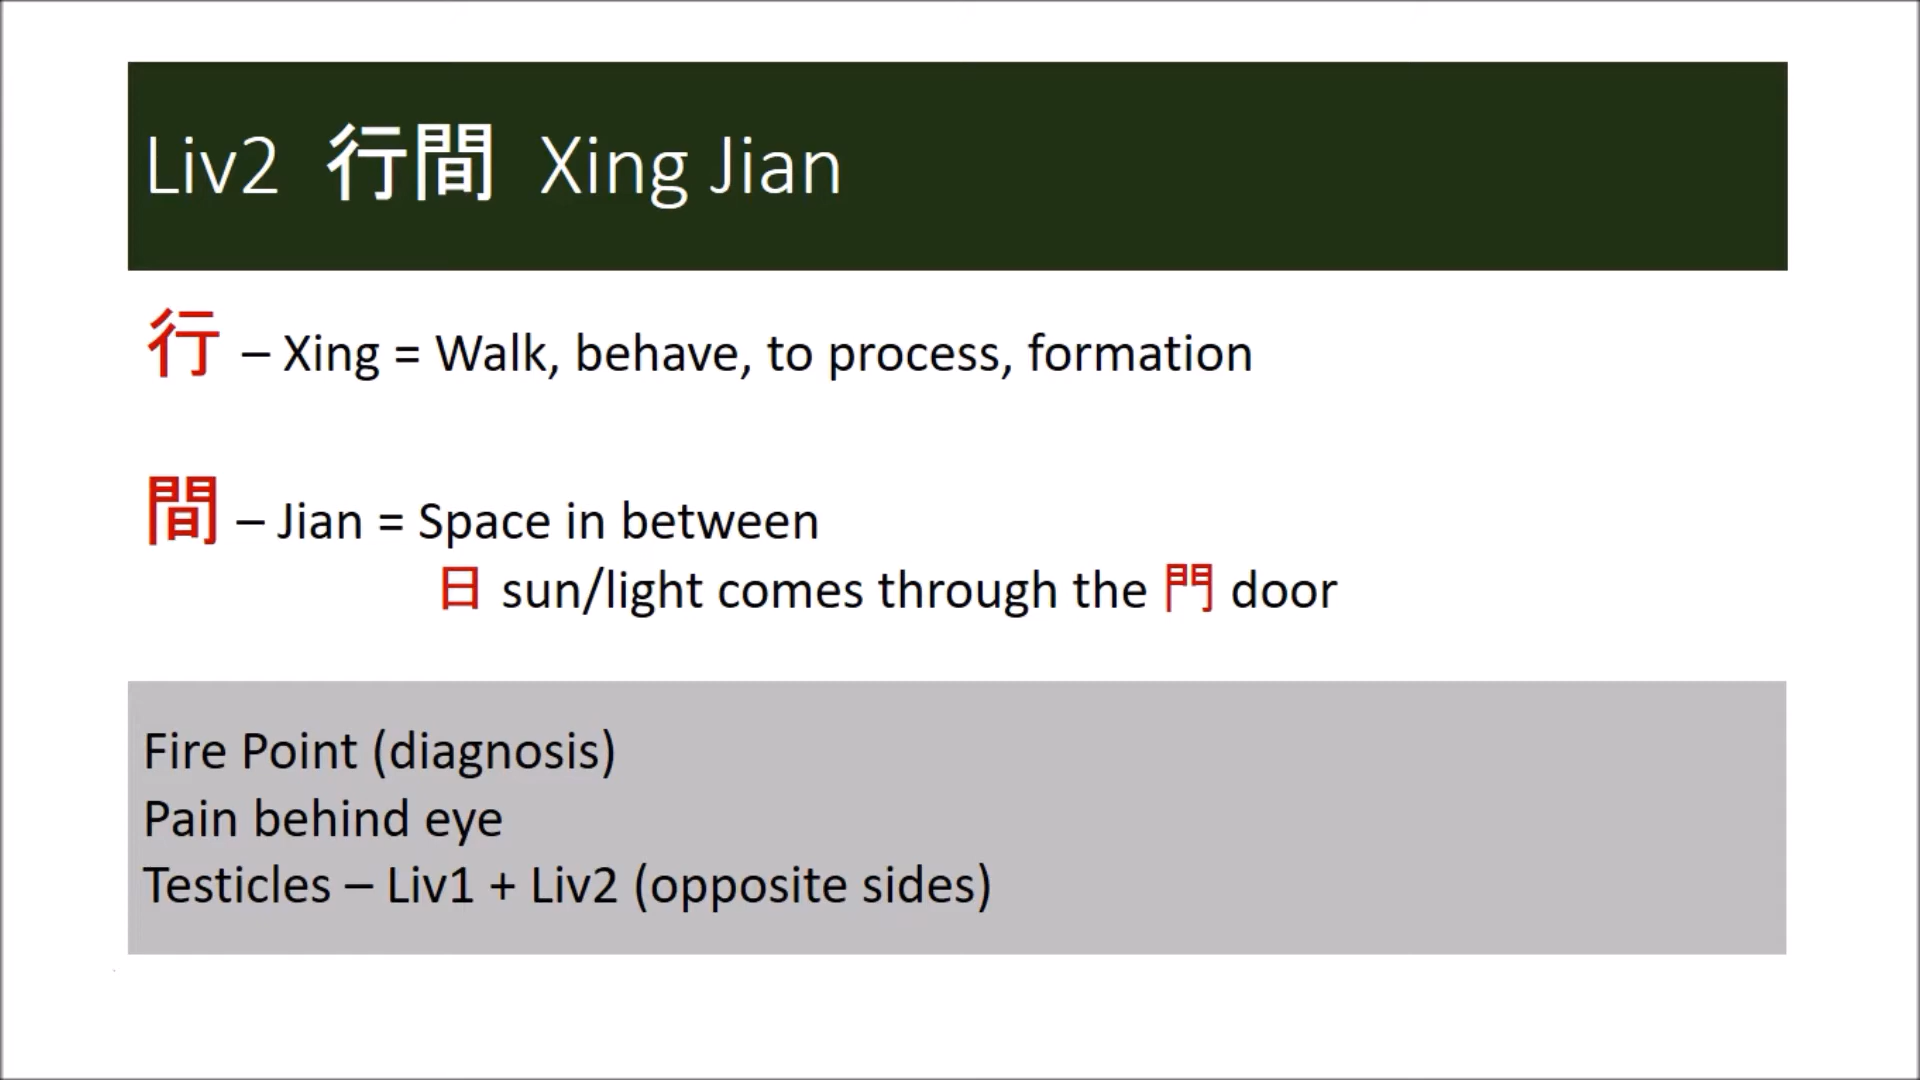 Liv2 行間 Xing Jian
行 – Xing = Walk, behave, to process, formation
間 – Jian = Space in between
日 sun/light comes through the 門 door
Fire Point (diagnosis)
Pain behind eye
Testicles – Liv1 + Liv2 (opposite sides)